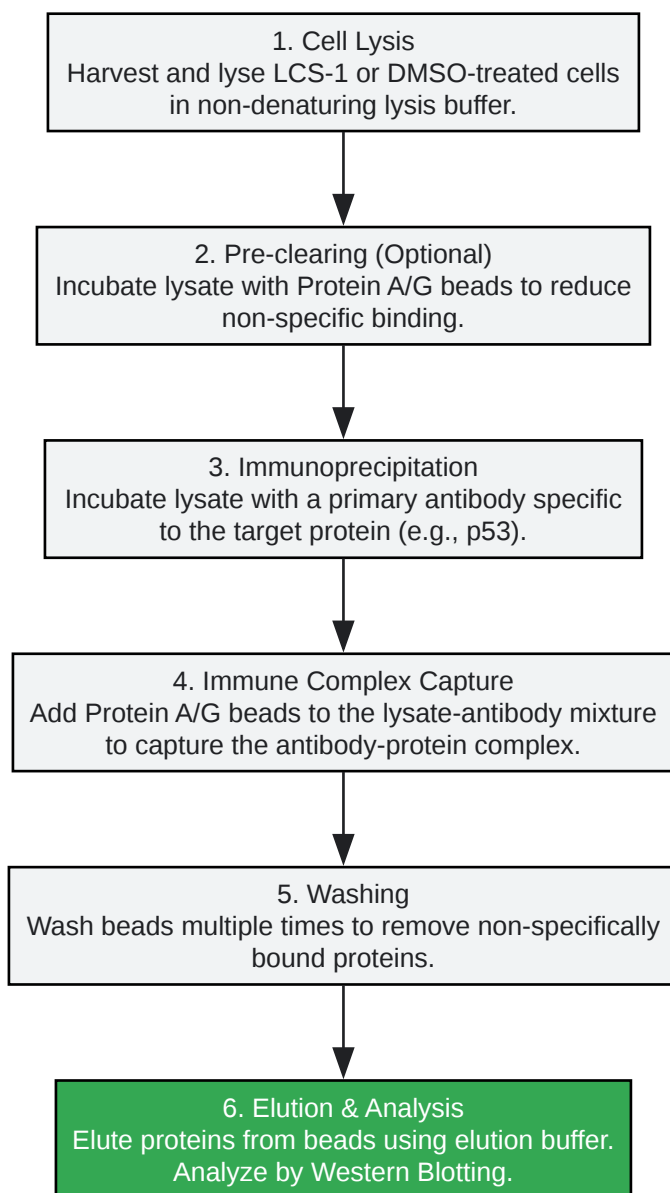 1. Cell Lysis
Harvest and lyse LCS-1 or DMSO-treated cells
in non-denaturing lysis buffer.
2. Pre-clearing (Optional)
Incubate lysate with Protein A/G beads to reduce
non-specific binding.
3. Immunoprecipitation
Incubate lysate with a primary antibody specific
to the target protein (e.g., p53).
4. Immune Complex Capture
Add Protein A/G beads to the lysate-antibody mixture
to capture the antibody-protein complex.
5. Washing
Wash beads multiple times to remove non-specifically
bound proteins.
6. Elution & Analysis
Elute proteins from beads using elution buffer.
Analyze by Western Blotting.